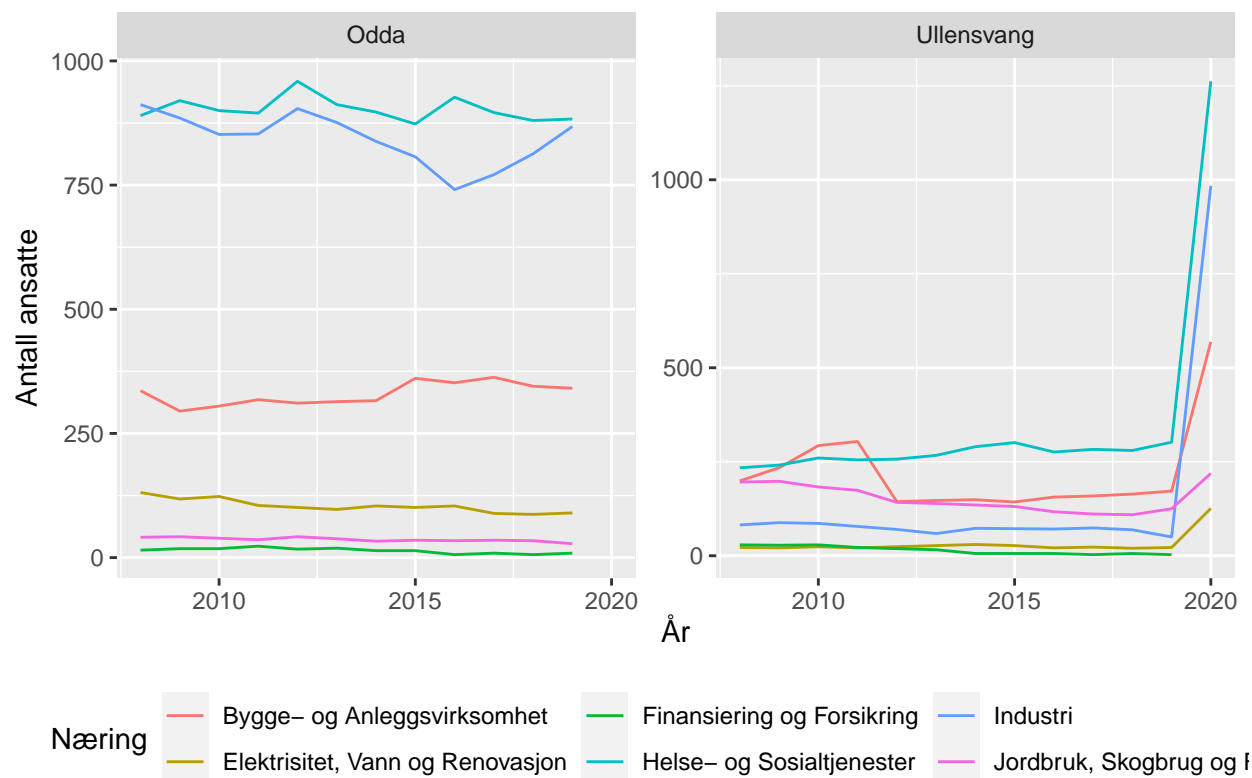 Odda
Ullensvang
Antall ansatte
1000
750
500
250
0
1000
500
0
2010
2015
2020
2010
2015
2020
År
Næring
Bygge– og Anleggsvirksomhet
Finansiering og Forsikring
Industri
Elektrisitet, Vann og Renovasjon
Helse– og Sosialtjenester
Jordbruk, Skogbrug og